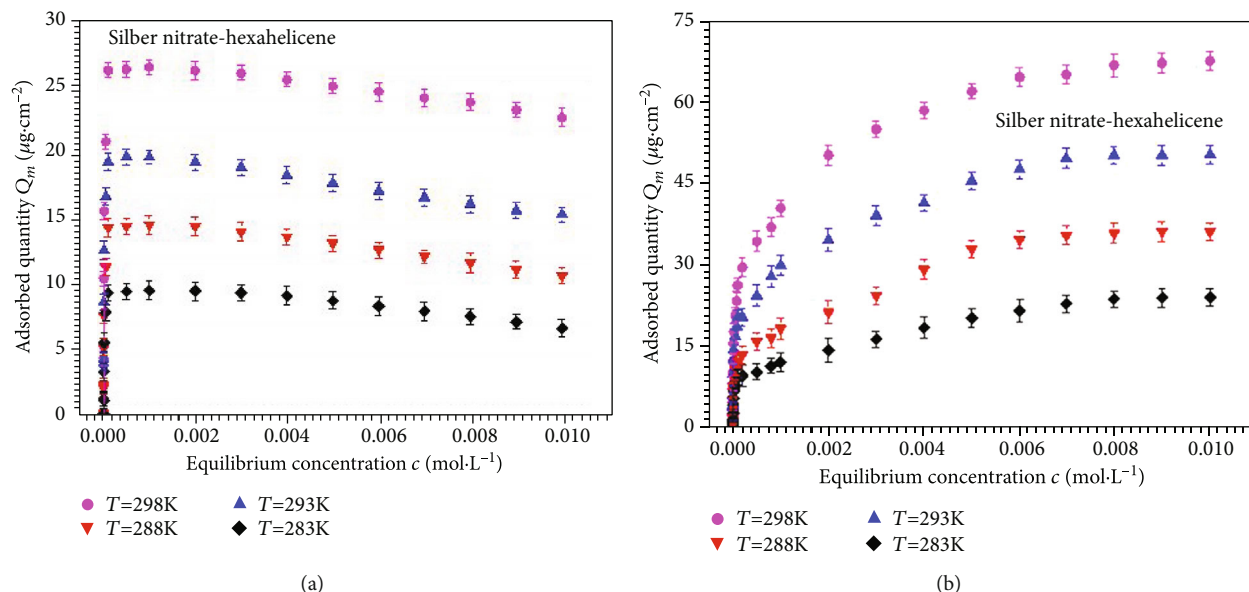 30
25
20
15
10
5
0
Adsorbed quantity Qm (μg·cm−2)
Silber nitrate-hexahelicene
0.000 0.002 0.004 0.006 0.008 0.010
Equilibrium concentration c (mol·L−1)
T=298K T=293K
T=288K T=283K
(a)
75
60
45
30
15
0
Adsorbed quantity Qm (μg·cm−2)
Silber nitrate-hexahelicene
0.000 0.002 0.004 0.006 0.008 0.010
Equilibrium concentration c (mol·L−1)
T=298K T=293K
T=288K T=283K
(b)